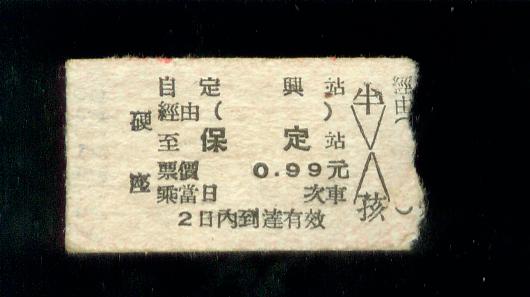 自定興站
經由( )
硬座
至保定站
票價 0.99元
乘當日 次車
2日內到達有效
半孩
經由( )